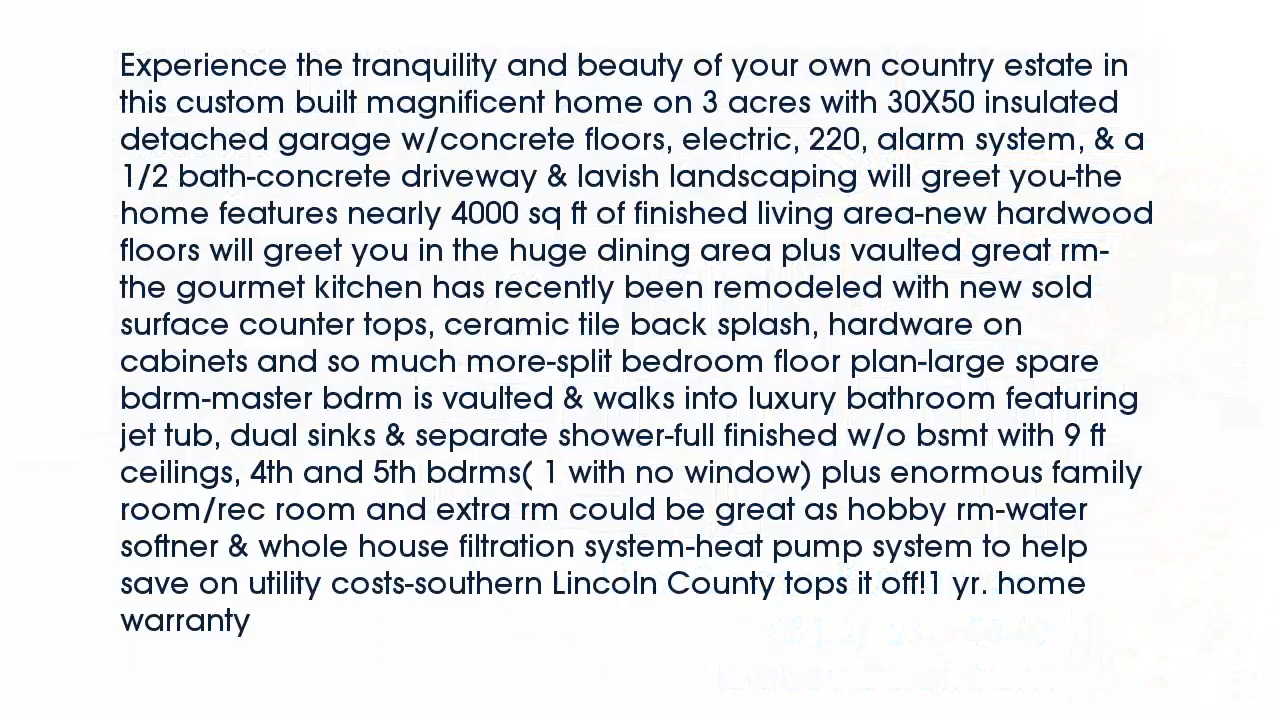 Experience the tranquility and beauty of your own country estate in
this custom built magnificent home on 3 acres with 30X50 insulated
detached garage w/concrete floors, electric, 220, alarm system, & a
1/2 bath-concrete driveway & lavish landscaping will greet you-the
home features nearly 4000 sq ft of finished living area-new hardwood
floors will greet you in the huge dining area plus vaulted great rm-
the gourmet kitchen has recently been remodeled with new sold
surface counter tops, ceramic tile back splash, hardware on
cabinets and so much more-split bedroom floor plan-large spare
bdrm-master bdrm is vaulted & walks into luxury bathroom featuring
jet tub, dual sinks & separate shower-full finished w/o bsmt with 9 ft
ceilings, 4th and 5th bdrms( 1 with no window) plus enormous family
room/rec room and extra rm could be great as hobby rm-water
softner & whole house filtration system-heat pump system to help
save on utility costs-southern Lincoln County tops it off!1 yr. home
warranty